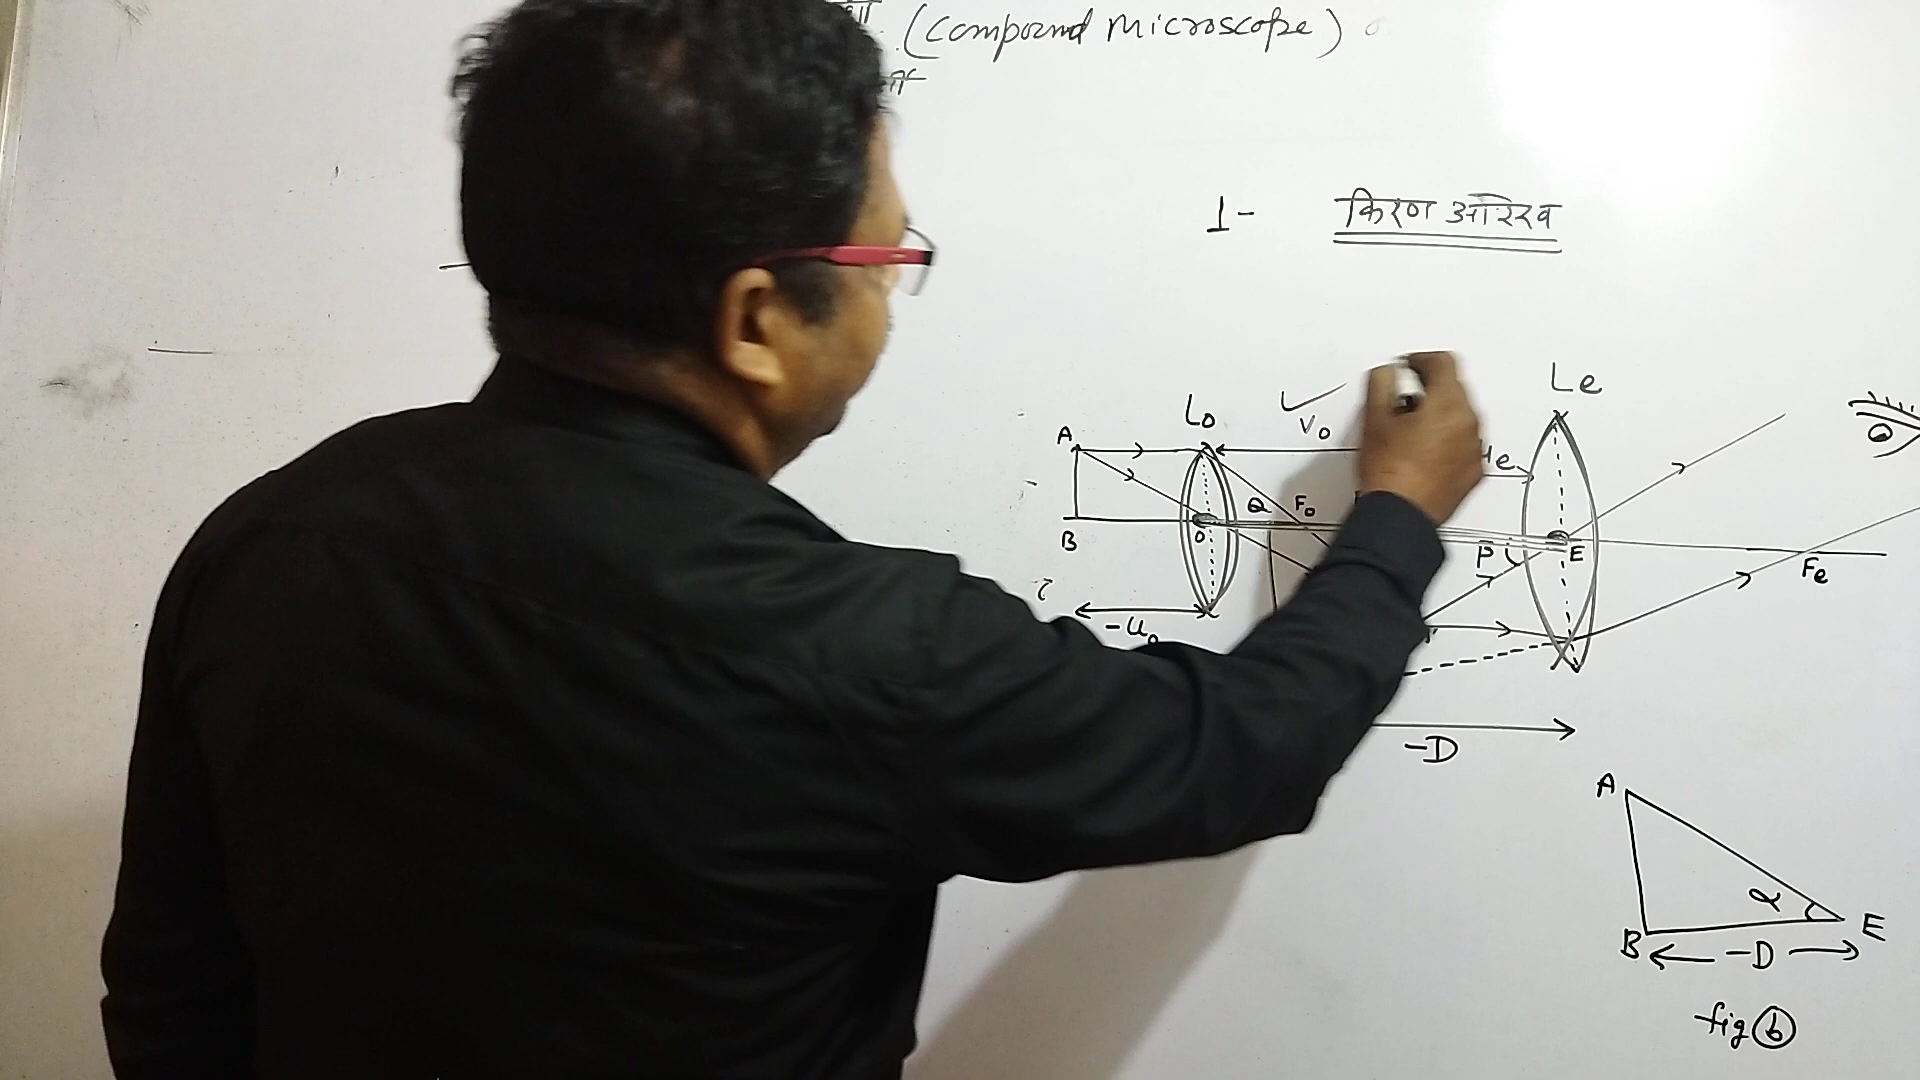 (Compound Microscope)
1- किरण आरेख
Le
Lo
A
Vo
Q
Fo
B
O
β
E
Fe
-uo
-D
A
α
B
-D
E
fig b